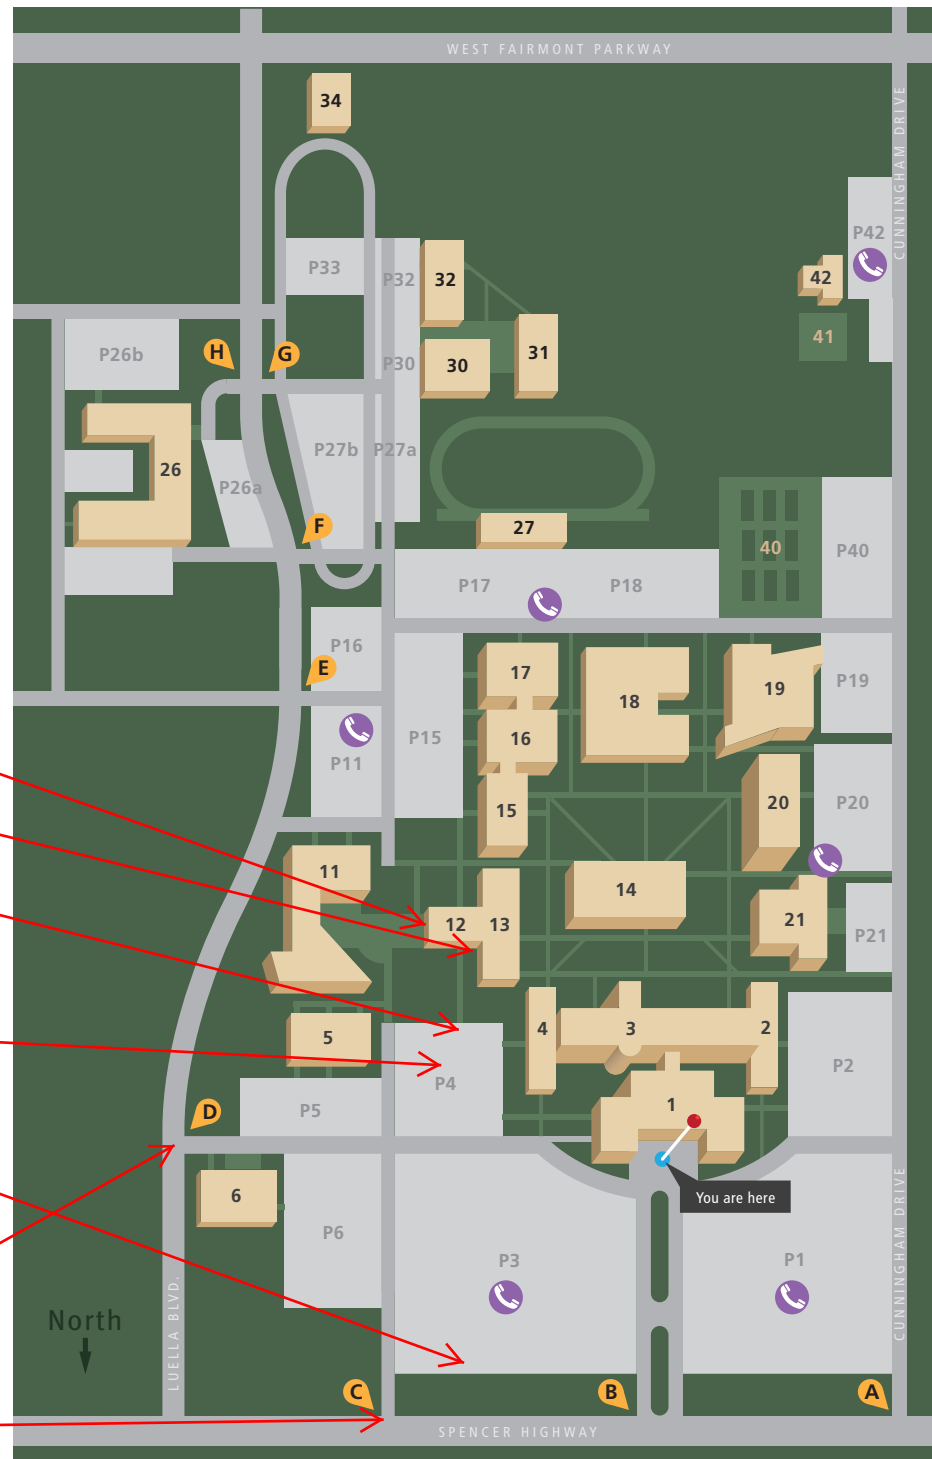 WEST FAIRMONT PARKWAY
CUNNINGHAM DRIVE
34
P42
42
41
P33
P32
32
31
P30
30
P26b
H
G
26
P26a
P27b
P27a
F
27
40
P40
P17
P18
P16
E
17
18
19
P19
P11
P15
16
15
20
P20
11
12
13
14
21
P21
5
4
3
2
P2
P4
1
D
P5
You are here
6
P6
P3
P1
CUNNINGHAM DRIVE
North
LUELLA BLVD.
C
B
A
SPENCER HIGHWAY